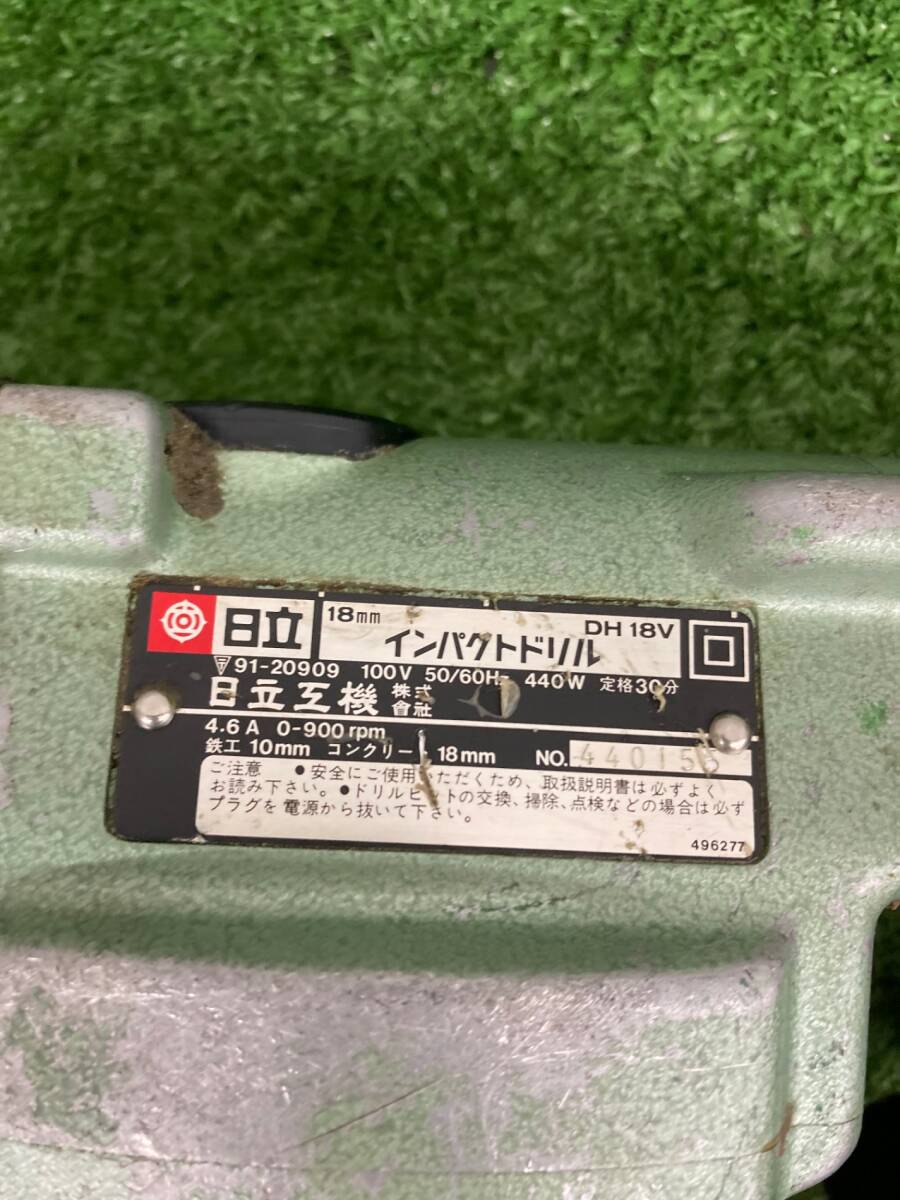 日立
18mm DH 18V
インパクトドリル
〒91-20909 100V 50/60Hz 440W 定格30分
日立工機 株式會社
4.6A 0-900rpm
鉄工 10mm コンクリート 18mm NO.
ご注意 ●安全にご使用いただくため、取扱説明書は必ずよく
お読み下さい。●ドリルビットの交換、掃除、点検などの場合は必ず
プラグを電源から抜いて下さい。
496277